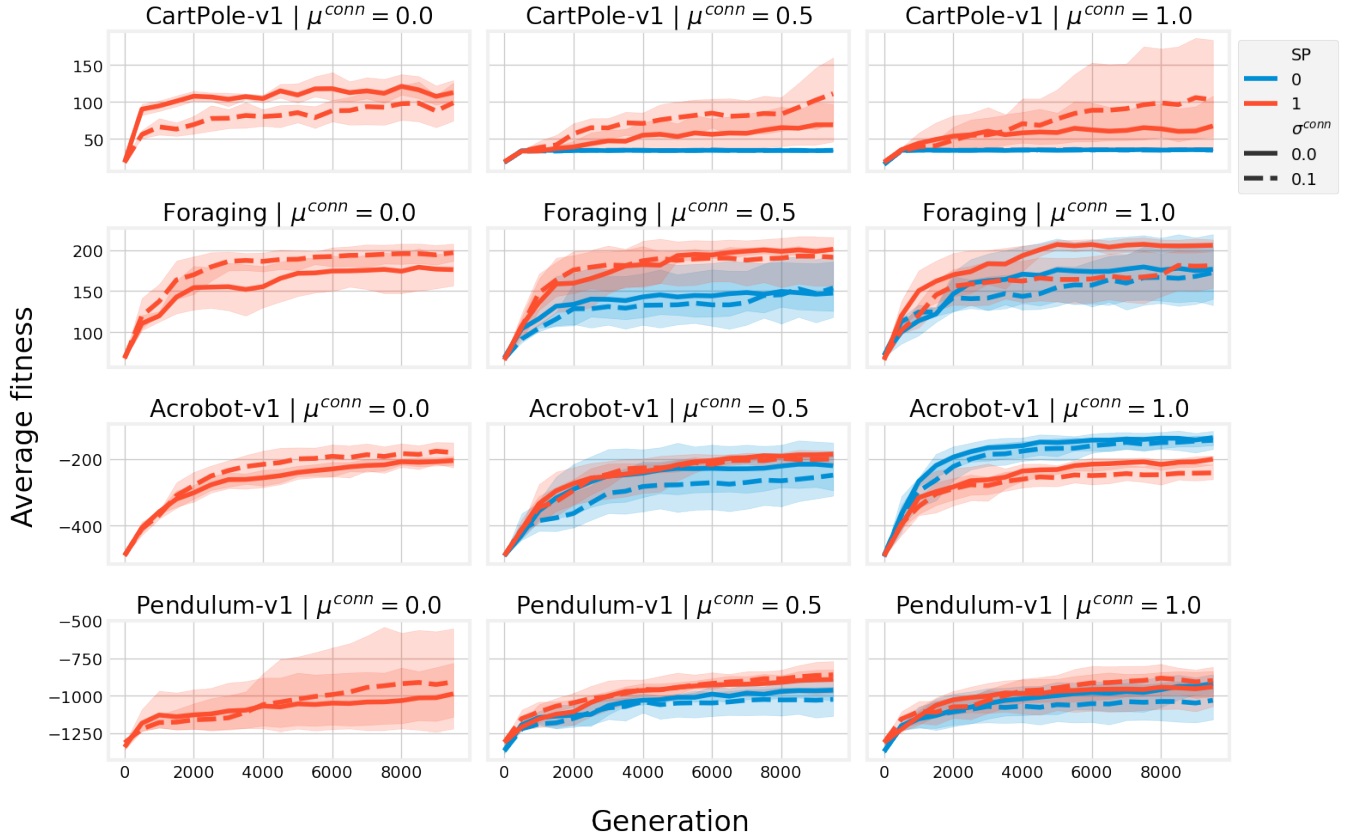 CartPole-v1 | μ^conn = 0.0
CartPole-v1 | μ^conn = 0.5
CartPole-v1 | μ^conn = 1.0
150
100
50
SP
0
1
σ^conn
0.0
0.1
Foraging | μ^conn = 0.0
Foraging | μ^conn = 0.5
Foraging | μ^conn = 1.0
200
150
100
Average fitness
Acrobot-v1 | μ^conn = 0.0
Acrobot-v1 | μ^conn = 0.5
Acrobot-v1 | μ^conn = 1.0
−200
−400
Pendulum-v1 | μ^conn = 0.0
Pendulum-v1 | μ^conn = 0.5
Pendulum-v1 | μ^conn = 1.0
−500
−750
−1000
−1250
0 2000 4000 6000 8000
0 2000 4000 6000 8000
0 2000 4000 6000 8000
Generation